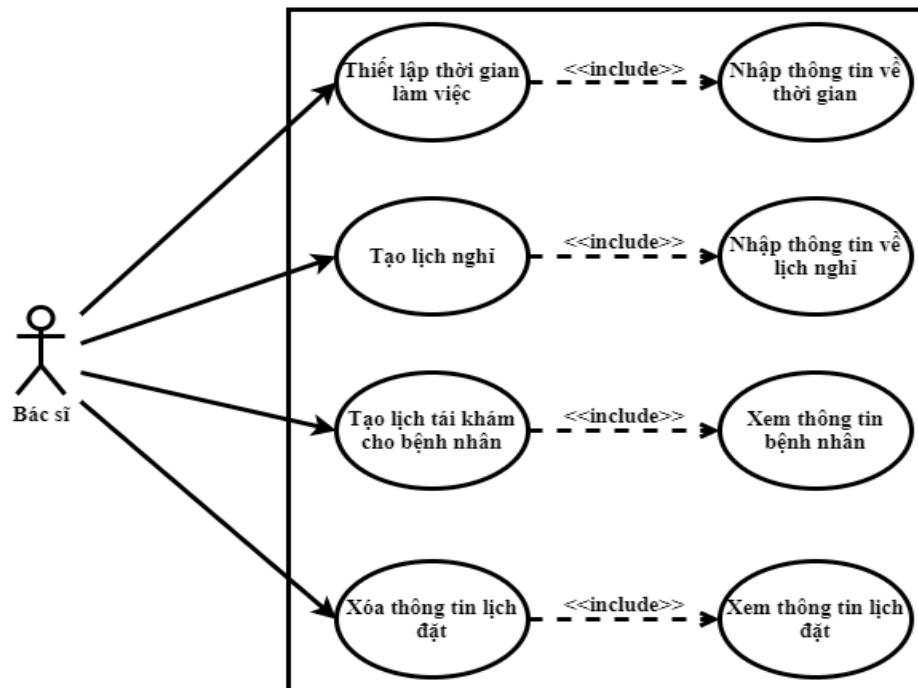 Thiết lập thời gian
làm việc
<<include>>
Nhập thông tin về
thời gian
Tạo lịch nghỉ
<<include>>
Nhập thông tin về
lịch nghỉ
Bác sĩ
Tạo lịch tái khám
cho bệnh nhân
<<include>>
Xem thông tin
bệnh nhân
Xóa thông tin lịch
đặt
<<include>>
Xem thông tin lịch
đặt